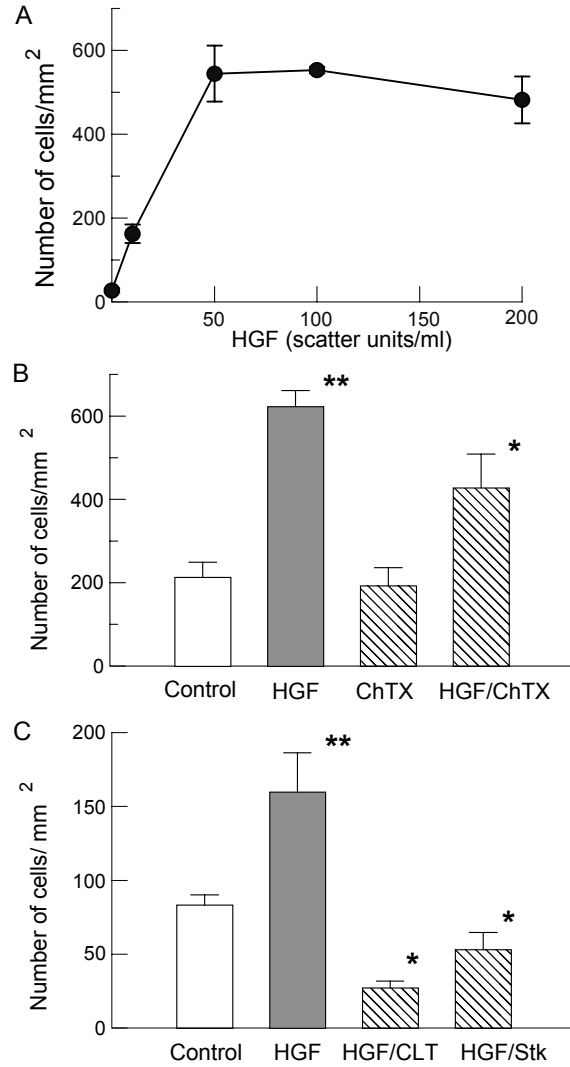 A
Number of cells/mm 2
600
400
200
0
50
100
150
200
HGF (scatter units/ml)
B
Number of cells/mm 2
600
400
200
0
**
*
Control HGF ChTX HGF/ChTX
C
Number of cells/ mm 2
200
150
100
50
0
**
*
*
Control HGF HGF/CLT HGF/Stk